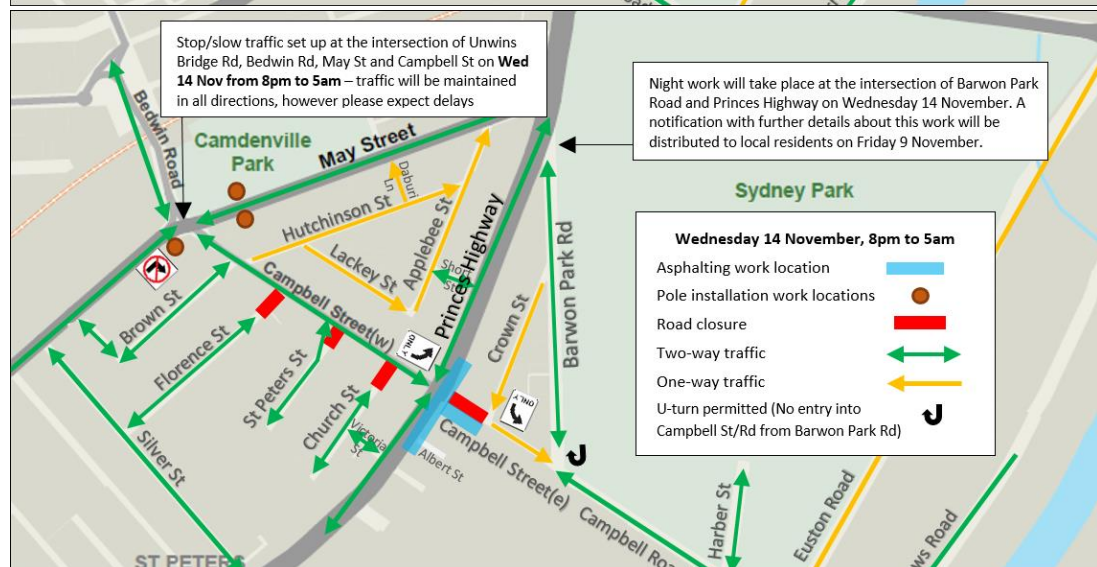 Stop/slow traffic set up at the intersection of Unwins
Bridge Rd, Bedwin Rd, May St and Campbell St on Wed
14 Nov from 8pm to 5am – traffic will be maintained
in all directions, however please expect delays
Night work will take place at the intersection of Barwon Park
Road and Princes Highway on Wednesday 14 November. A
notification with further details about this work will be
distributed to local residents on Friday 9 November.
Bedwin Road
Camdenville
Park
May Street
Daburi
Ln
Hutchinson St
Applebee St
Lackey St
Short
St
Princes Highway
Sydney Park
Barwon Park Rd
Crown St
Campbell Street(w)
ONLY
ONLY
Brown St
Florence St
St Peters St
Church St
Victoria
St
Albert St
Silver St
Campbell Street(e)
Campbell Roa
Harber St
Euston Road
ws Road
ST PETERS
Wednesday 14 November, 8pm to 5am
Asphalting work location
Pole installation work locations
Road closure
Two-way traffic
One-way traffic
U-turn permitted (No entry into
Campbell St/Rd from Barwon Park Rd)